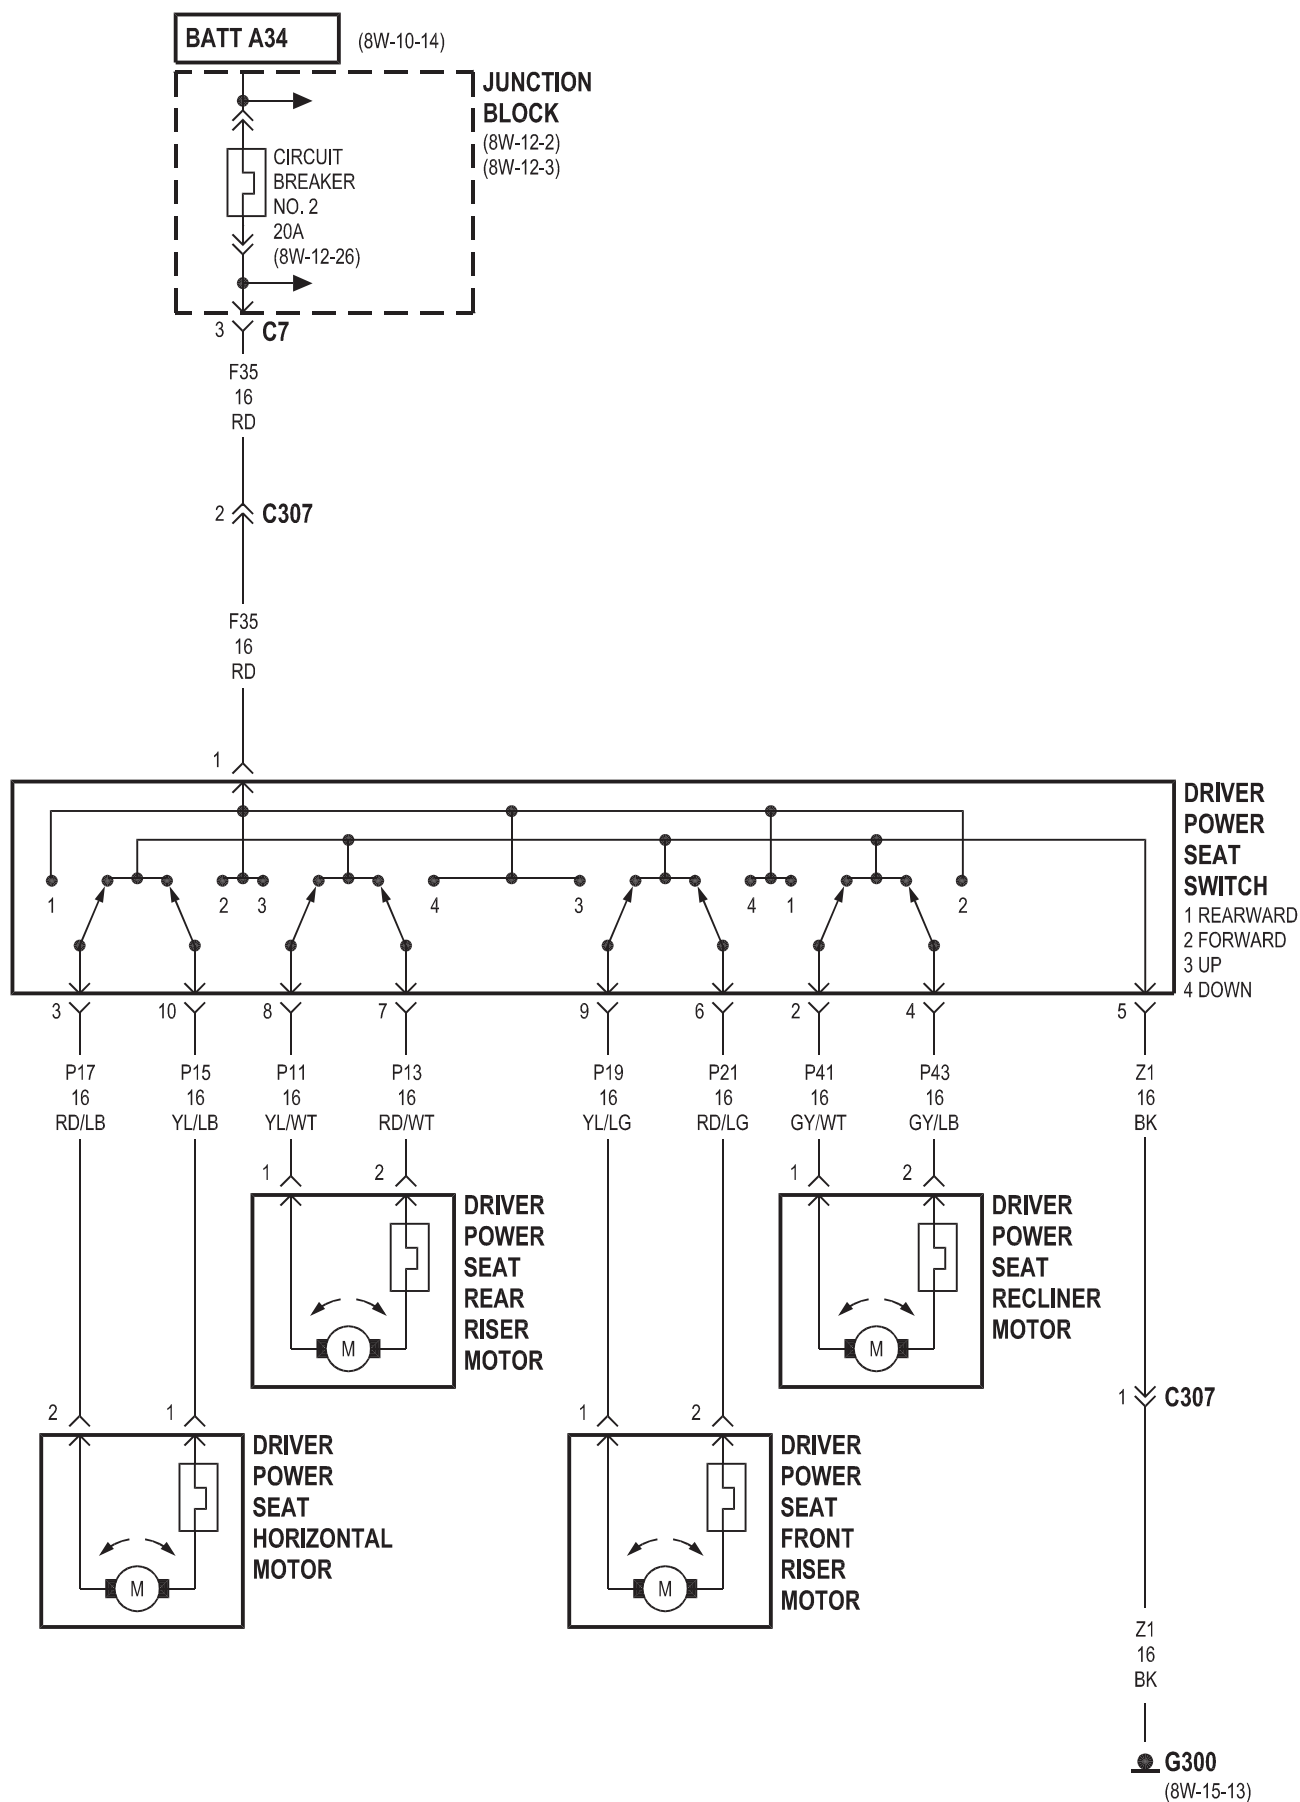 BATT A34 (8W-10-14)
JUNCTION
BLOCK
(8W-12-2)
(8W-12-3)
CIRCUIT
BREAKER
NO. 2
20A
(8W-12-26)
3 C7
F35
16
RD
2 C307
F35
16
RD
1
DRIVER
POWER
SEAT
SWITCH
1 REARWARD
2 FORWARD
3 UP
4 DOWN
1 2 3 4 3 4 1 2
3 10 8 7 9 6 2 4 5
P17 P15 P11 P13 P19 P21 P41 P43 Z1
16 16 16 16 16 16 16 16 16
RD/LB YL/LB YL/WT RD/WT YL/LG RD/LG GY/WT GY/LB BK
1 2 1 2
DRIVER
POWER
SEAT
REAR
RISER
MOTOR
M
DRIVER
POWER
SEAT
RECLINER
MOTOR
M
1 C307
2 1 1 2
DRIVER
POWER
SEAT
HORIZONTAL
MOTOR
M
DRIVER
POWER
SEAT
FRONT
RISER
MOTOR
M
Z1
16
BK
G300
(8W-15-13)